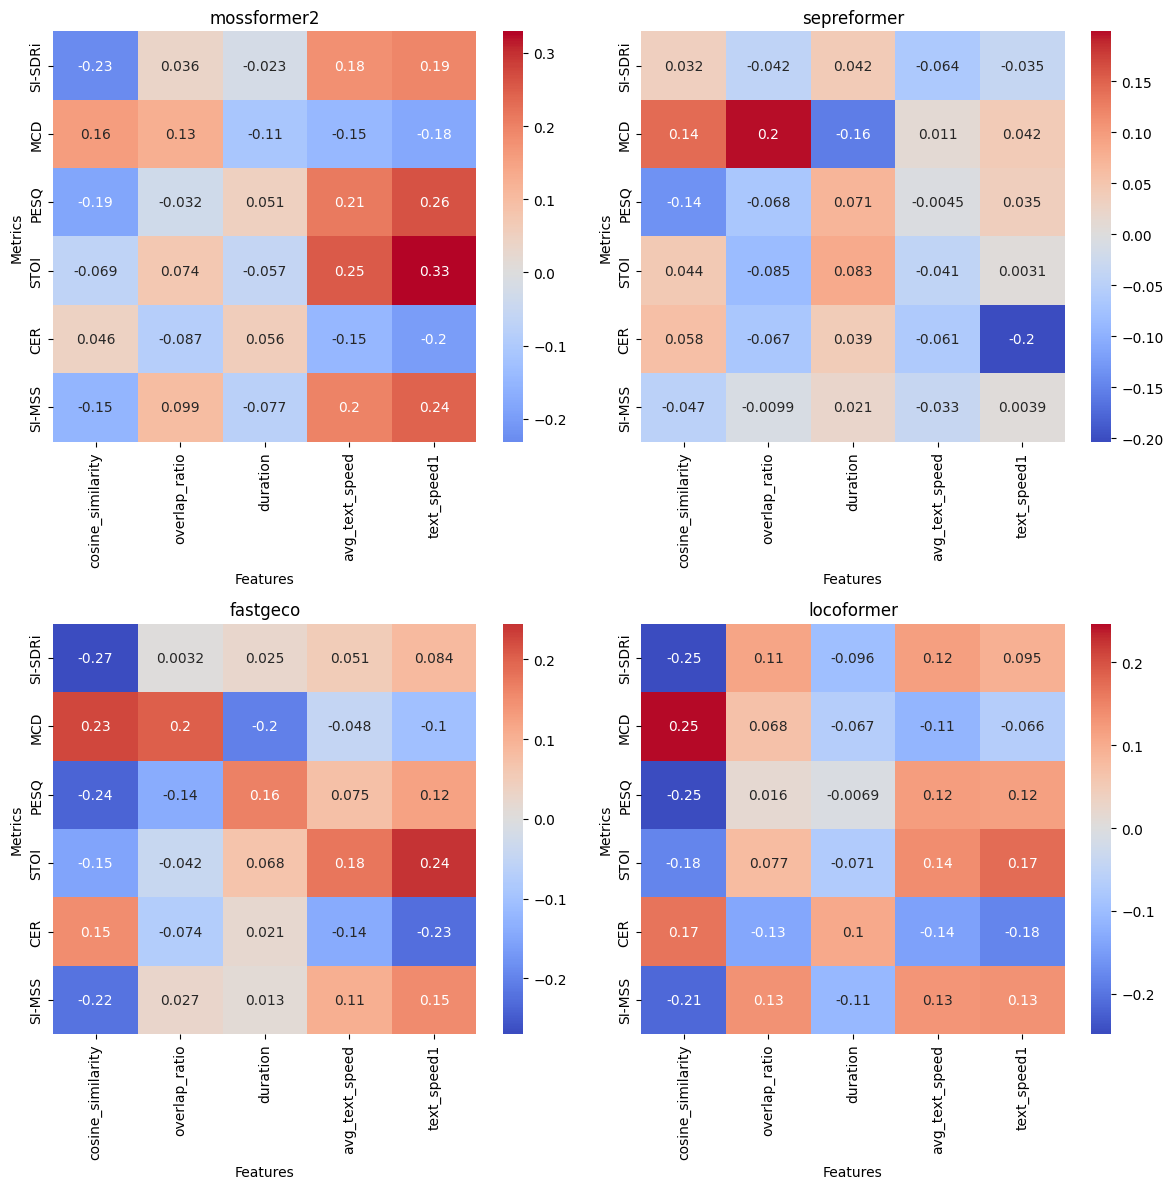 mossformer2
SI-SDRi -0.23 0.036 -0.023 0.18 0.19
MCD 0.16 0.13 -0.11 -0.15 -0.18
PESQ -0.19 -0.032 0.051 0.21 0.26
STOI -0.069 0.074 -0.057 0.25 0.33
CER 0.046 -0.087 0.056 -0.15 -0.2
SI-MSS -0.15 0.099 -0.077 0.2 0.24
Metrics
cosine_similarity overlap_ratio duration avg_text_speed text_speed1
Features
0.3
0.2
0.1
0.0
−0.1
−0.2
sepreformer
SI-SDRi 0.032 -0.042 0.042 -0.064 -0.035
MCD 0.14 0.2 -0.16 0.011 0.042
PESQ -0.14 -0.068 0.071 -0.0045 0.035
STOI 0.044 -0.085 0.083 -0.041 0.0031
CER 0.058 -0.067 0.039 -0.061 -0.2
SI-MSS -0.047 -0.0099 0.021 -0.033 0.0039
Metrics
cosine_similarity overlap_ratio duration avg_text_speed text_speed1
Features
0.15
0.10
0.05
0.00
−0.05
−0.10
−0.15
−0.20
fastgeco
SI-SDRi -0.27 0.0032 0.025 0.051 0.084
MCD 0.23 0.2 -0.2 -0.048 -0.1
PESQ -0.24 -0.14 0.16 0.075 0.12
STOI -0.15 -0.042 0.068 0.18 0.24
CER 0.15 -0.074 0.021 -0.14 -0.23
SI-MSS -0.22 0.027 0.013 0.11 0.15
Metrics
cosine_similarity overlap_ratio duration avg_text_speed text_speed1
Features
0.2
0.1
0.0
−0.1
−0.2
locoformer
SI-SDRi -0.25 0.11 -0.096 0.12 0.095
MCD 0.25 0.068 -0.067 -0.11 -0.066
PESQ -0.25 0.016 -0.0069 0.12 0.12
STOI -0.18 0.077 -0.071 0.14 0.17
CER 0.17 -0.13 0.1 -0.14 -0.18
SI-MSS -0.21 0.13 -0.11 0.13 0.13
Metrics
cosine_similarity overlap_ratio duration avg_text_speed text_speed1
Features
0.2
0.1
0.0
−0.1
−0.2